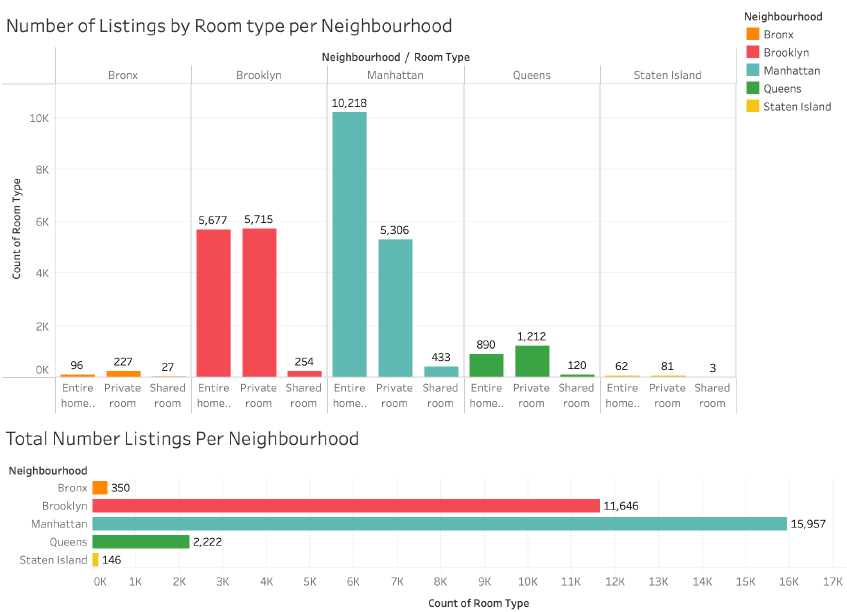 Number of Listings by Room type per Neighbourhood
Neighbourhood
Bronx
Brooklyn
Manhattan
Queens
Staten Island
Neighbourhood / Room Type
Bronx Brooklyn Manhattan Queens Staten Island
Count of Room Type
10K
8K
6K
4K
2K
0K
96 227 27 5,677 5,715 254 10,218 5,306 433 890 1,212 120 62 81 3
Entire home.. Private room Shared room Entire home.. Private room Shared room Entire home.. Private room Shared room Entire home.. Private room Shared room Entire home.. Private room Shared room
Total Number Listings Per Neighbourhood
Neighbourhood
Bronx 350
Brooklyn 11,646
Manhattan 15,957
Queens 2,222
Staten Island 146
0K 1K 2K 3K 4K 5K 6K 7K 8K 9K 10K 11K 12K 13K 14K 15K 16K 17K
Count of Room Type